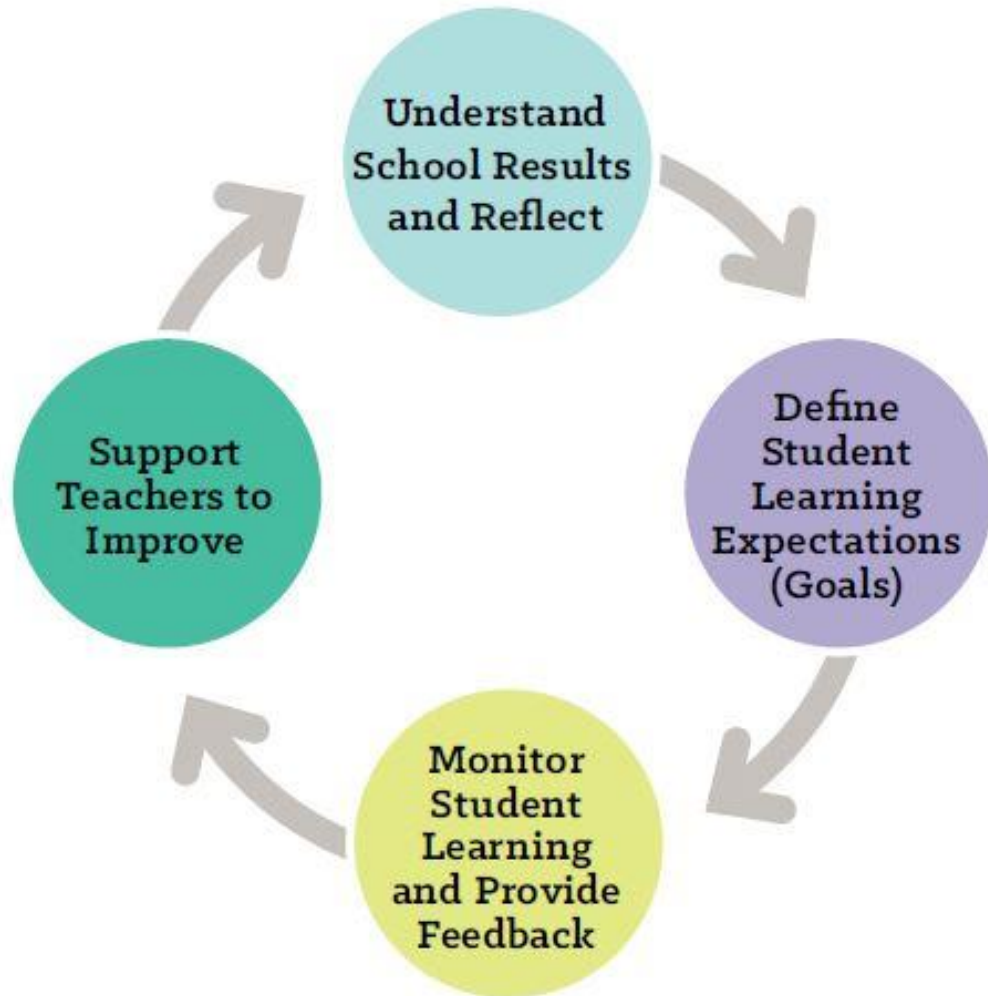 Understand
School Results
and Reflect
Define
Student
Learning
Expectations
(Goals)
Monitor
Student
Learning
and Provide
Feedback
Support
Teachers to
Improve